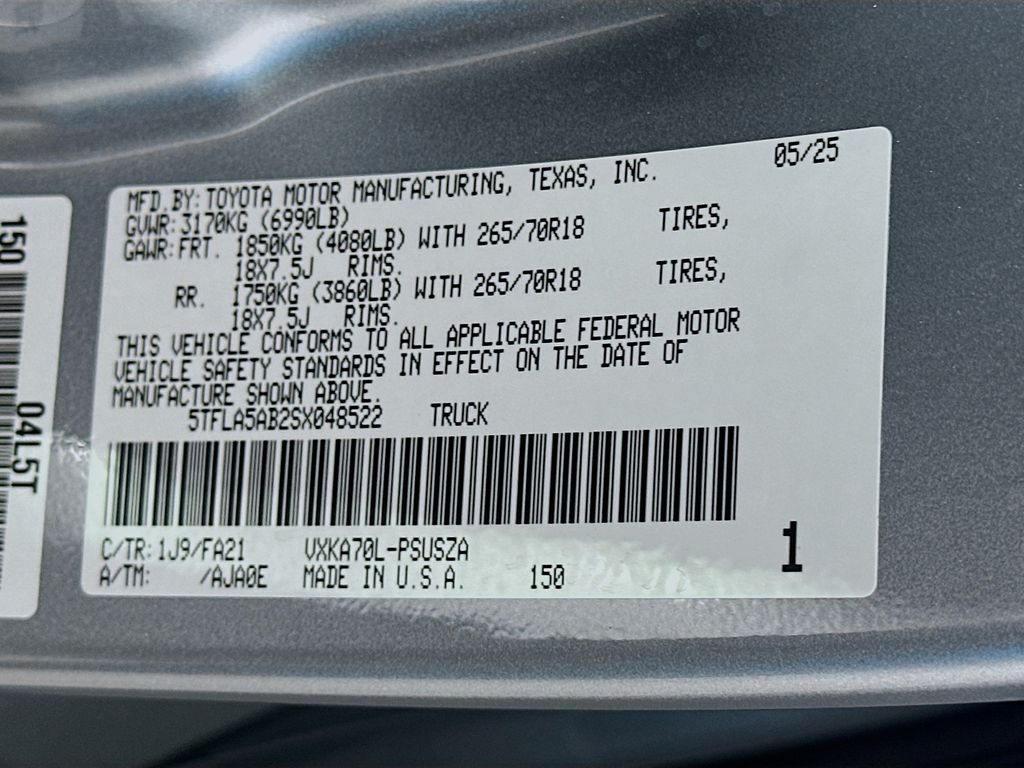 05/25
MFD.BY:TOYOTA MOTOR MANUFACTURING, TEXAS, INC.
GVWR:3170KG (6990LB)
GAWR:FRT. 1850KG (4080LB) WITH 265/70R18 TIRES,
18X7.5J RIMS.
RR. 1750KG (3860LB) WITH 265/70R18 TIRES,
18X7.5J RIMS.
THIS VEHICLE CONFORMS TO ALL APPLICABLE FEDERAL MOTOR
VEHICLE SAFETY STANDARDS IN EFFECT ON THE DATE OF
MANUFACTURE SHOWN ABOVE.
5TFLA5AB2SX048522 TRUCK
C/TR:1J9/FA21 VXKA70L-PSUSZA
A/TM: /AJA0E MADE IN U.S.A. 150
1
150
04L5T